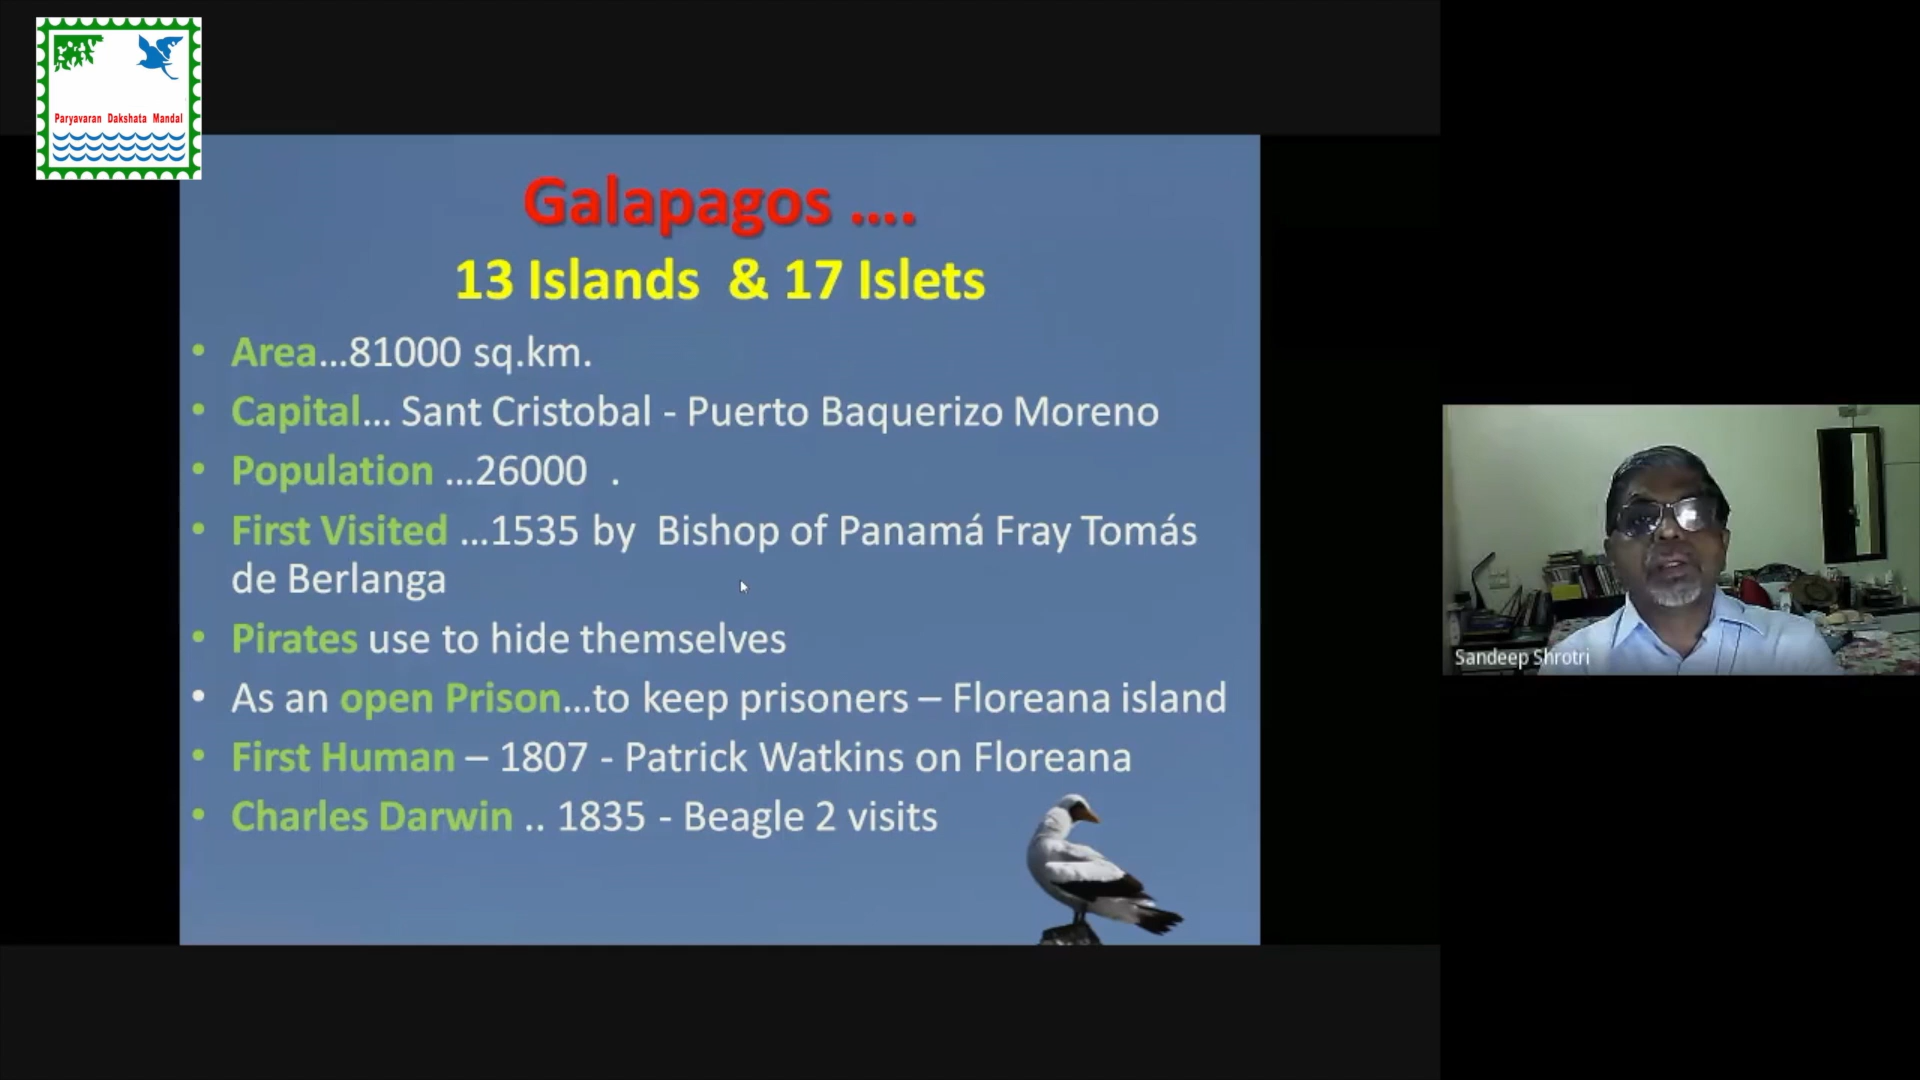 Paryavaran Dakshata Mandal
Galapagos ....
13 Islands & 17 Islets
• Area...81000 sq.km.
• Capital... Sant Cristobal - Puerto Baquerizo Moreno
• Population ...26000 .
• First Visited ...1535 by Bishop of Panamá Fray Tomás
de Berlanga
• Pirates use to hide themselves
• As an open Prison...to keep prisoners – Floreana island
• First Human – 1807 - Patrick Watkins on Floreana
• Charles Darwin .. 1835 - Beagle 2 visits
Sandeep Shrotri